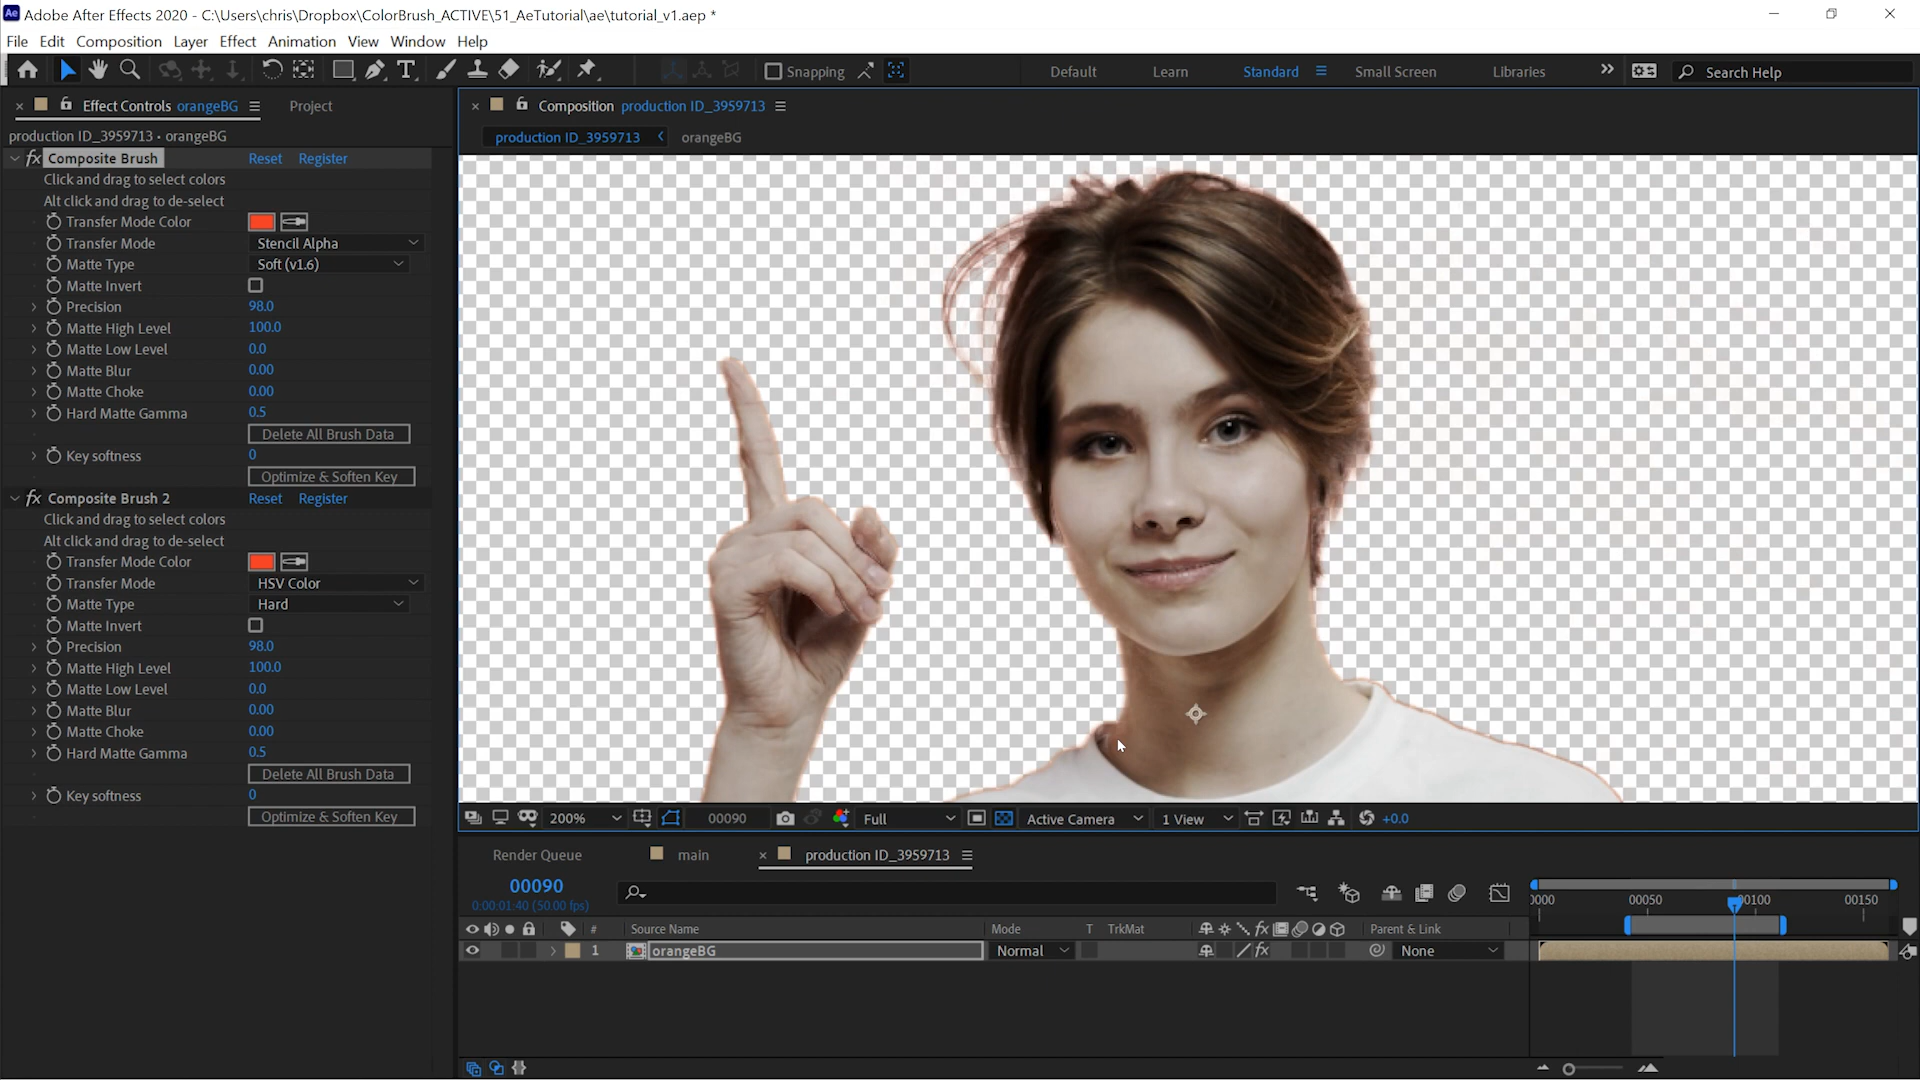 Ae Adobe After Effects 2020 - C:\Users\chris\Dropbox\ColorBrush_ACTIVE\51_AeTutorial\ae\tutorial_v1.aep *
File Edit Composition Layer Effect Animation View Window Help
Snapping Default Learn Standard Small Screen Libraries Search Help
Effect Controls orangeBG Project
production ID_3959713 • orangeBG
fx Composite Brush Reset Register
Click and drag to select colors
Alt click and drag to de-select
Transfer Mode Color
Transfer Mode Stencil Alpha
Matte Type Soft (v1.6)
Matte Invert
Precision 98.0
Matte High Level 100.0
Matte Low Level 0.0
Matte Blur 0.00
Matte Choke 0.00
Hard Matte Gamma 0.5
Delete All Brush Data
Key softness 0
Optimize & Soften Key
fx Composite Brush 2 Reset Register
Click and drag to select colors
Alt click and drag to de-select
Transfer Mode Color
Transfer Mode HSV Color
Matte Type Hard
Matte Invert
Precision 98.0
Matte High Level 100.0
Matte Low Level 0.0
Matte Blur 0.00
Matte Choke 0.00
Hard Matte Gamma 0.5
Delete All Brush Data
Key softness 0
Optimize & Soften Key
Composition production ID_3959713
production ID_3959713 orangeBG
200% 00090 Full Active Camera 1 View +0.0
Render Queue main production ID_3959713
00090
0:00:01:40 (50.00 fps)
0000 00050 00100 00150
# Source Name Mode T TrkMat fx Parent & Link
1 orangeBG Normal fx None